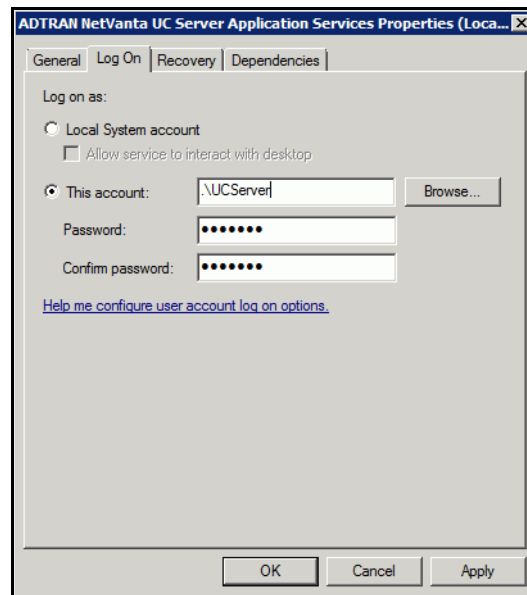 ADTRAN NetVanta UC Server Application Services Properties (Loca...
General Log On Recovery Dependencies
Log on as:
Local System account
Allow service to interact with desktop
This account: .\UCServer Browse...
Password: •••••••
Confirm password: •••••••
Help me configure user account log on options.
OK Cancel Apply